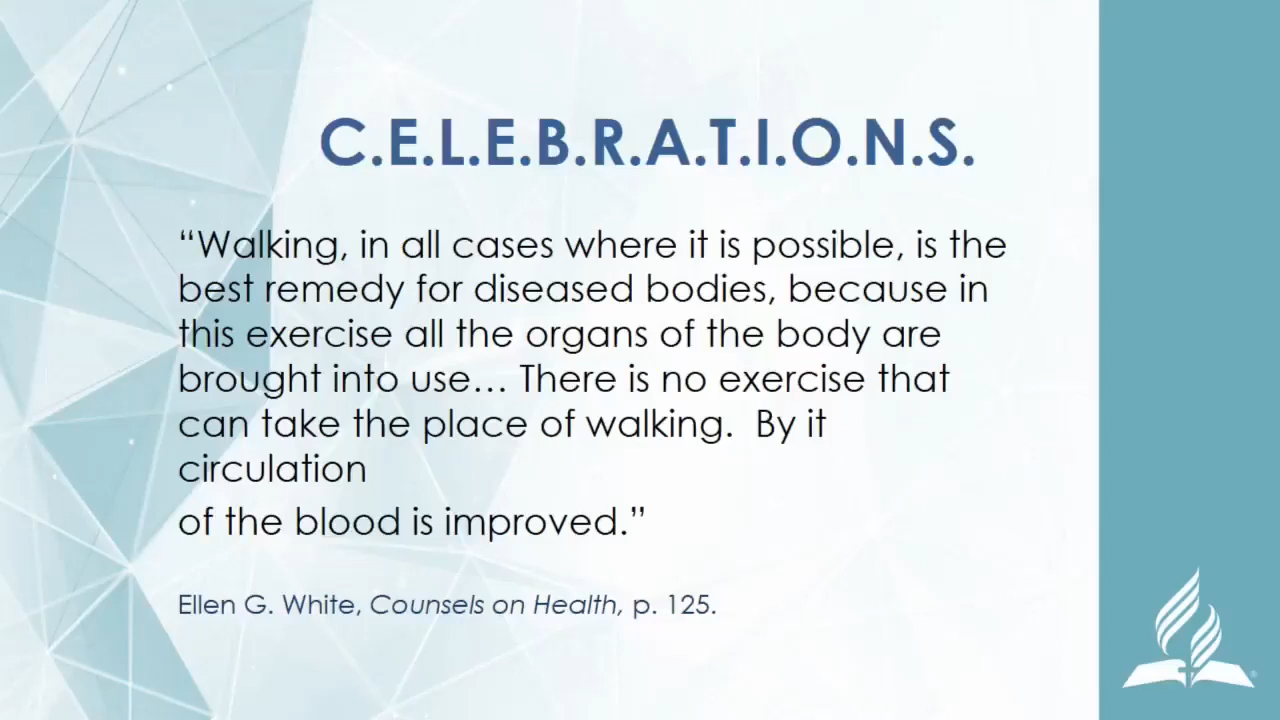 C.E.L.E.B.R.A.T.I.O.N.S.
“Walking, in all cases where it is possible, is the
best remedy for diseased bodies, because in
this exercise all the organs of the body are
brought into use… There is no exercise that
can take the place of walking.  By it
circulation
of the blood is improved.”
Ellen G. White, Counsels on Health, p. 125.